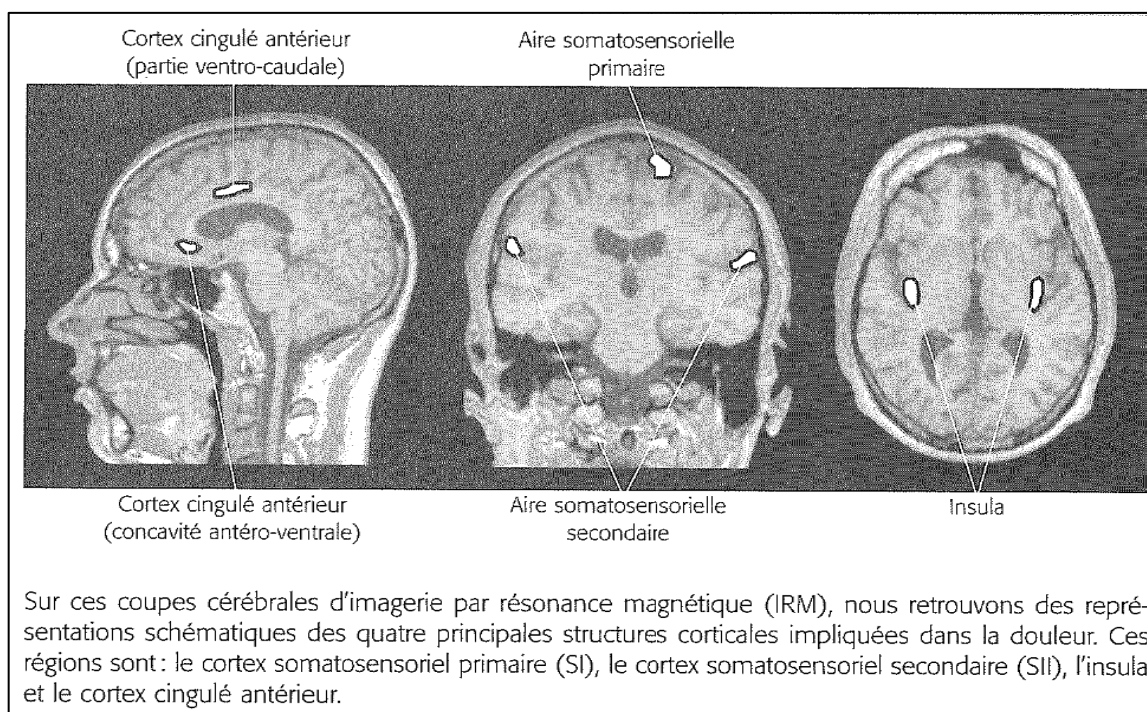 Cortex cingulé antérieur
(partie ventro-caudale)
Aire somatosensorielle
primaire
Cortex cingulé antérieur
(concavité antéro-ventrale)
Aire somatosensorielle
secondaire
Insula
Sur ces coupes cérébrales d'imagerie par résonance magnétique (IRM), nous retrouvons des repré-
sentations schématiques des quatre principales structures corticales impliquées dans la douleur. Ces
régions sont : le cortex somatosensoriel primaire (SI), le cortex somatosensoriel secondaire (SII), l'insula
et le cortex cingulé antérieur.